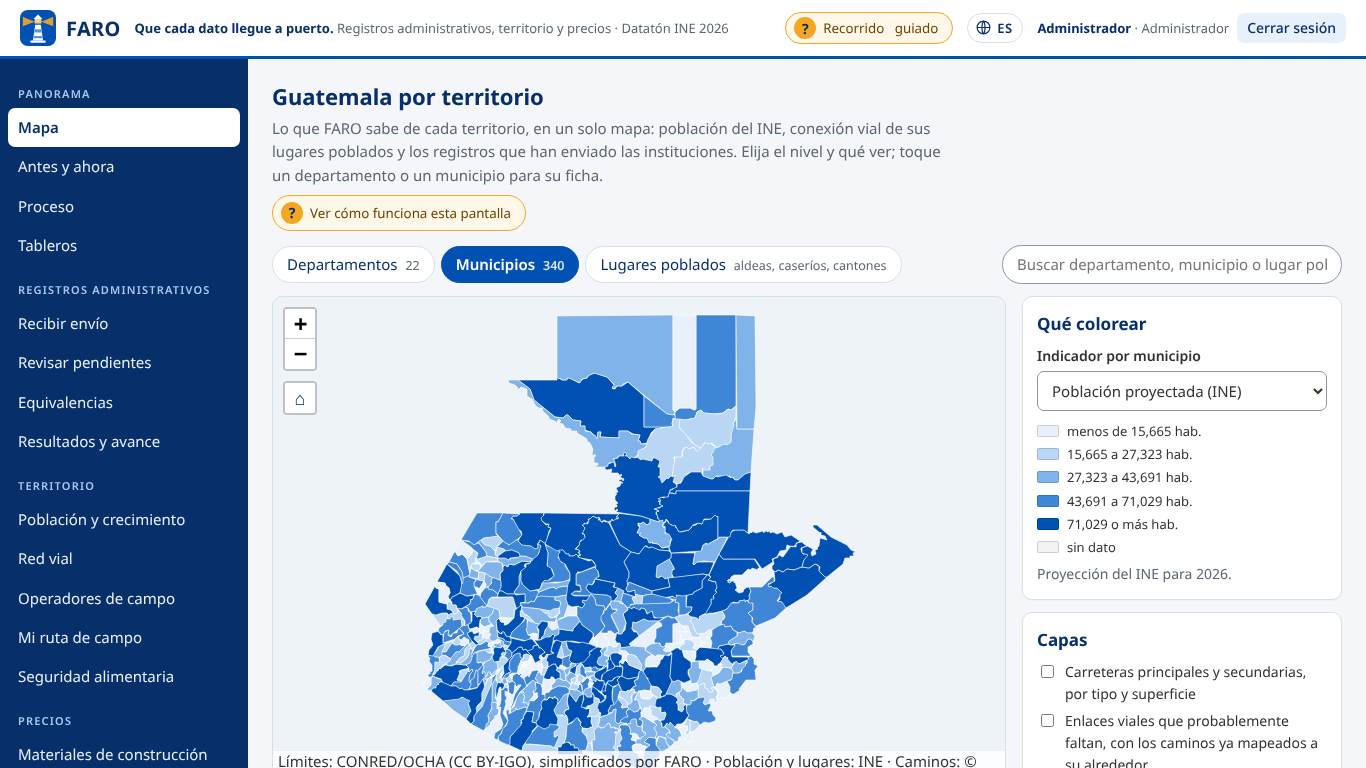 FARO
Que cada dato llegue a puerto. Registros administrativos, territorio y precios · Datatón INE 2026
? Recorrido guiado
ES
Administrador · Administrador
Cerrar sesión
PANORAMA
Mapa
Antes y ahora
Proceso
Tableros
REGISTROS ADMINISTRATIVOS
Recibir envío
Revisar pendientes
Equivalencias
Resultados y avance
TERRITORIO
Población y crecimiento
Red vial
Operadores de campo
Mi ruta de campo
Seguridad alimentaria
PRECIOS
Materiales de construcción
Guatemala por territorio
Lo que FARO sabe de cada territorio, en un solo mapa: población del INE, conexión vial de sus
lugares poblados y los registros que han enviado las instituciones. Elija el nivel y qué ver; toque
un departamento o un municipio para su ficha.
? Ver cómo funciona esta pantalla
Departamentos 22
Municipios 340
Lugares poblados aldeas, caseríos, cantones
Buscar departamento, municipio o lugar pol
+
−
⌂
Límites: CONRED/OCHA (CC BY-IGO), simplificados por FARO · Población y lugares: INE · Caminos: ©
Qué colorear
Indicador por municipio
Población proyectada (INE)
menos de 15,665 hab.
15,665 a 27,323 hab.
27,323 a 43,691 hab.
43,691 a 71,029 hab.
71,029 o más hab.
sin dato
Proyección del INE para 2026.
Capas
Carreteras principales y secundarias,
por tipo y superficie
Enlaces viales que probablemente
faltan, con los caminos ya mapeados a
su alrededor